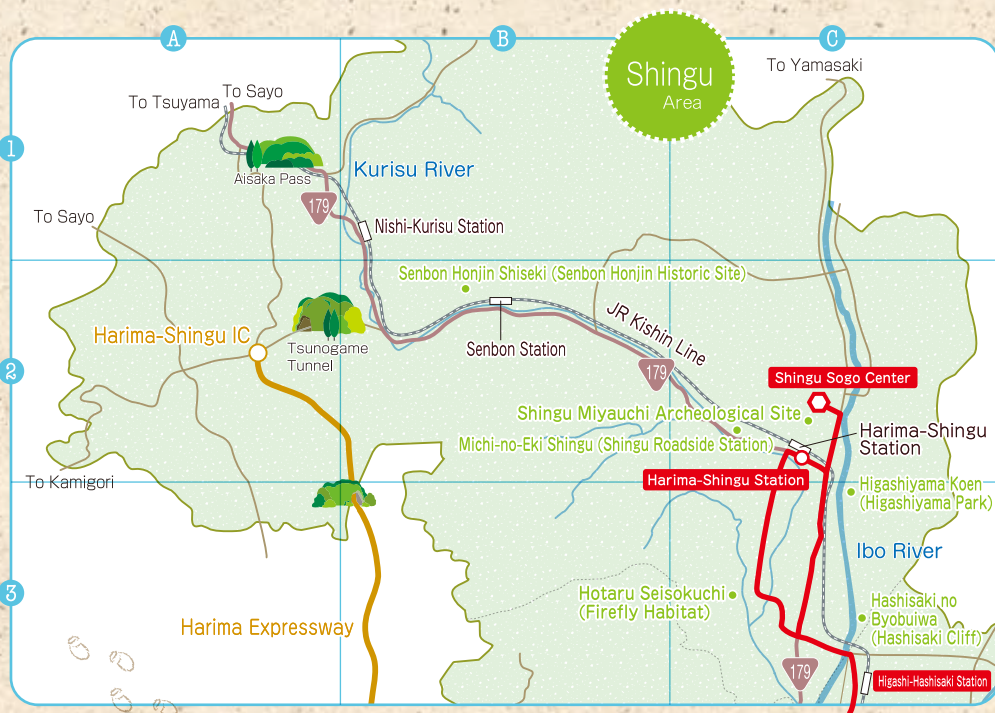 A
B
C
Shingu
Area
To Yamasaki
To Sayo
To Tsuyama
1
Aisaka Pass
Kurisu River
179
To Sayo
Nishi-Kurisu Station
Senbon Honjin Shiseki (Senbon Honjin Historic Site)
JR Kishin Line
Harima-Shingu IC
Tsunogame
Tunnel
Senbon Station
2
179
Shingu Sogo Center
Shingu Miyauchi Archeological Site
Harima-Shingu
Station
Michi-no-Eki Shingu (Shingu Roadside Station)
Harima-Shingu Station
To Kamigori
Higashiyama Koen
(Higashiyama Park)
Ibo River
3
Hotaru Seisokuchi
(Firefly Habitat)
Hashisaki no
Byobuiwa
(Hashisaki Cliff)
Harima Expressway
179
Higashi-Hashisaki Station